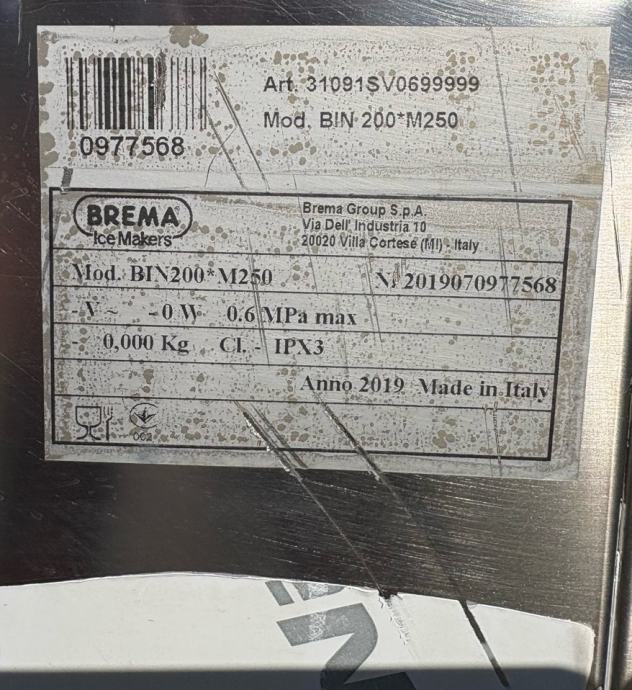 Art. 31091SV0699999
Mod. BIN 200*M250
0977568
BREMA
Ice Makers
Brema Group S.p.A.
Via Dell' Industria 10
20020 Villa Cortese (MI) - Italy
Mod. BIN200*M250 N. 2019070977568
- V ~ - 0 W 0.6 MPa max
- 0,000 Kg Cl. - IPX3
Anno 2019 Made in Italy
002